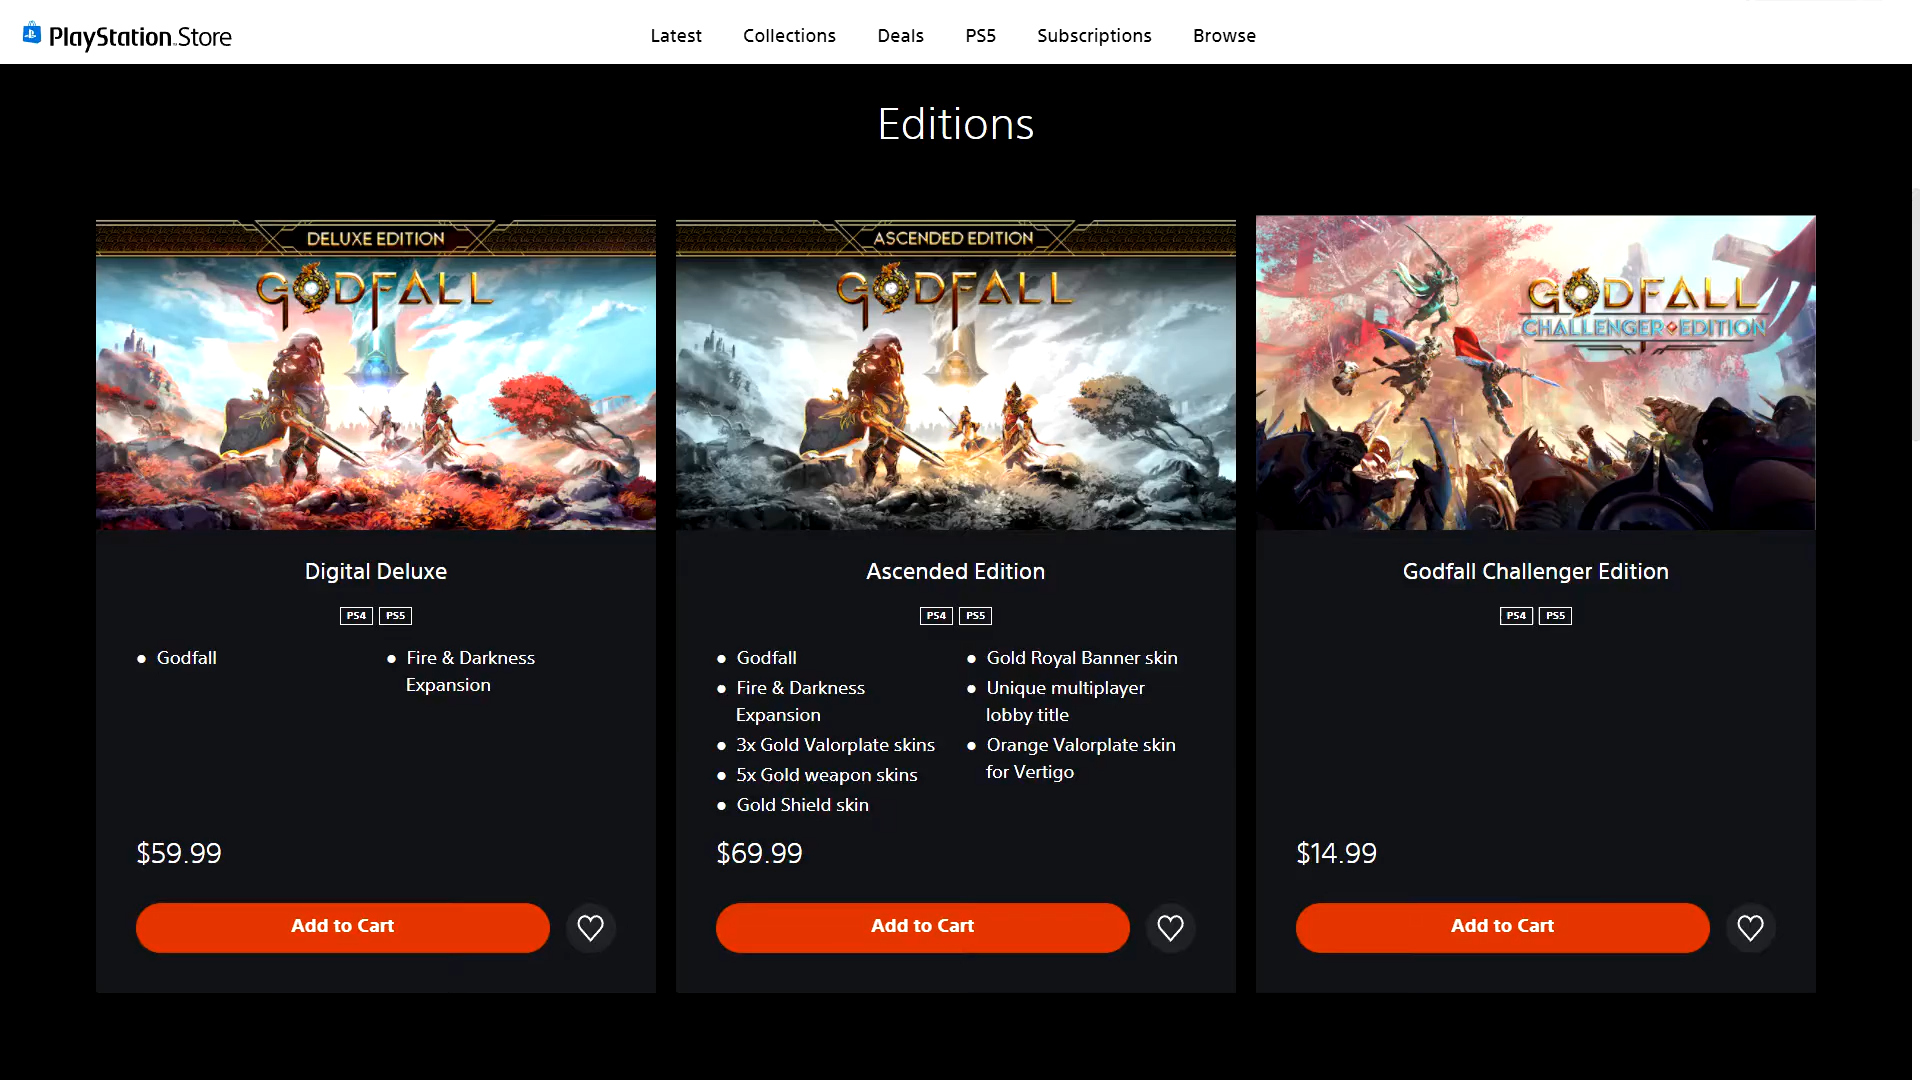 PlayStation Store
Latest
Collections
Deals
PS5
Subscriptions
Browse
Editions
DELUXE EDITION
GODFALL
Digital Deluxe
PS4 PS5
● Godfall
● Fire & Darkness
Expansion
$59.99
Add to Cart
ASCENDED EDITION
GODFALL
Ascended Edition
PS4 PS5
● Godfall
● Fire & Darkness
Expansion
● 3x Gold Valorplate skins
● 5x Gold weapon skins
● Gold Shield skin
● Gold Royal Banner skin
● Unique multiplayer
lobby title
● Orange Valorplate skin
for Vertigo
$69.99
Add to Cart
GODFALL
CHALLENGER EDITION
Godfall Challenger Edition
PS4 PS5
$14.99
Add to Cart